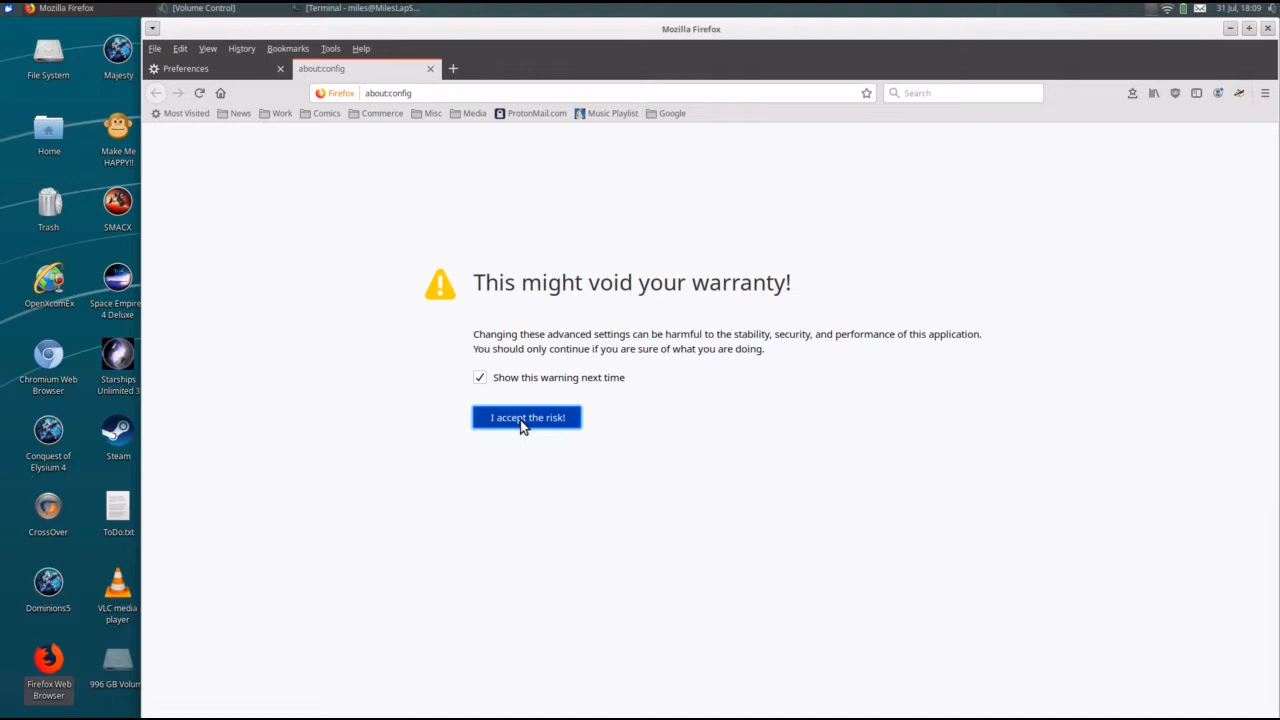 Mozilla Firefox
[Volume Control]
[Terminal - miles@MilesLapS...
31 Jul, 18:09
Mozilla Firefox
File Edit View History Bookmarks Tools Help
Preferences
about:config
Firefox
about:config
Search
Most Visited
News
Work
Comics
Commerce
Misc
Media
ProtonMail.com
Music Playlist
Google
This might void your warranty!
Changing these advanced settings can be harmful to the stability, security, and performance of this application.
You should only continue if you are sure of what you are doing.
Show this warning next time
I accept the risk!
File System
Majesty
Home
Make Me
HAPPY!!
Trash
SMACX
OpenXcomEx
Space Empire
4 Deluxe
Chromium Web
Browser
Starships
Unlimited 3
Conquest of
Elysium 4
Steam
CrossOver
ToDo.txt
Dominions5
VLC media
player
Firefox Web
Browser
996 GB Volum